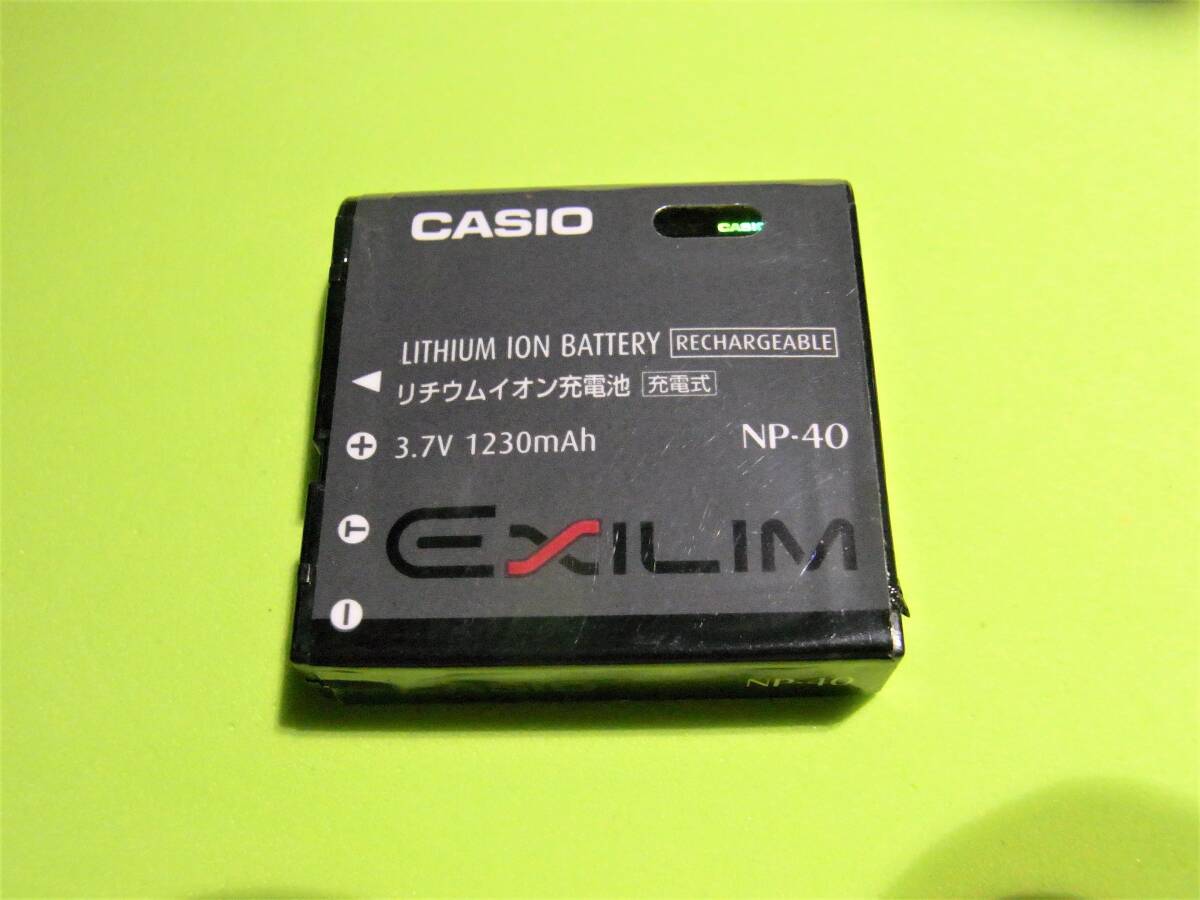 CASIO
CASI
LITHIUM ION BATTERY RECHARGEABLE
リチウムイオン充電池 充電式
3.7V 1230mAh NP-40
T
EXILIM
NP-40